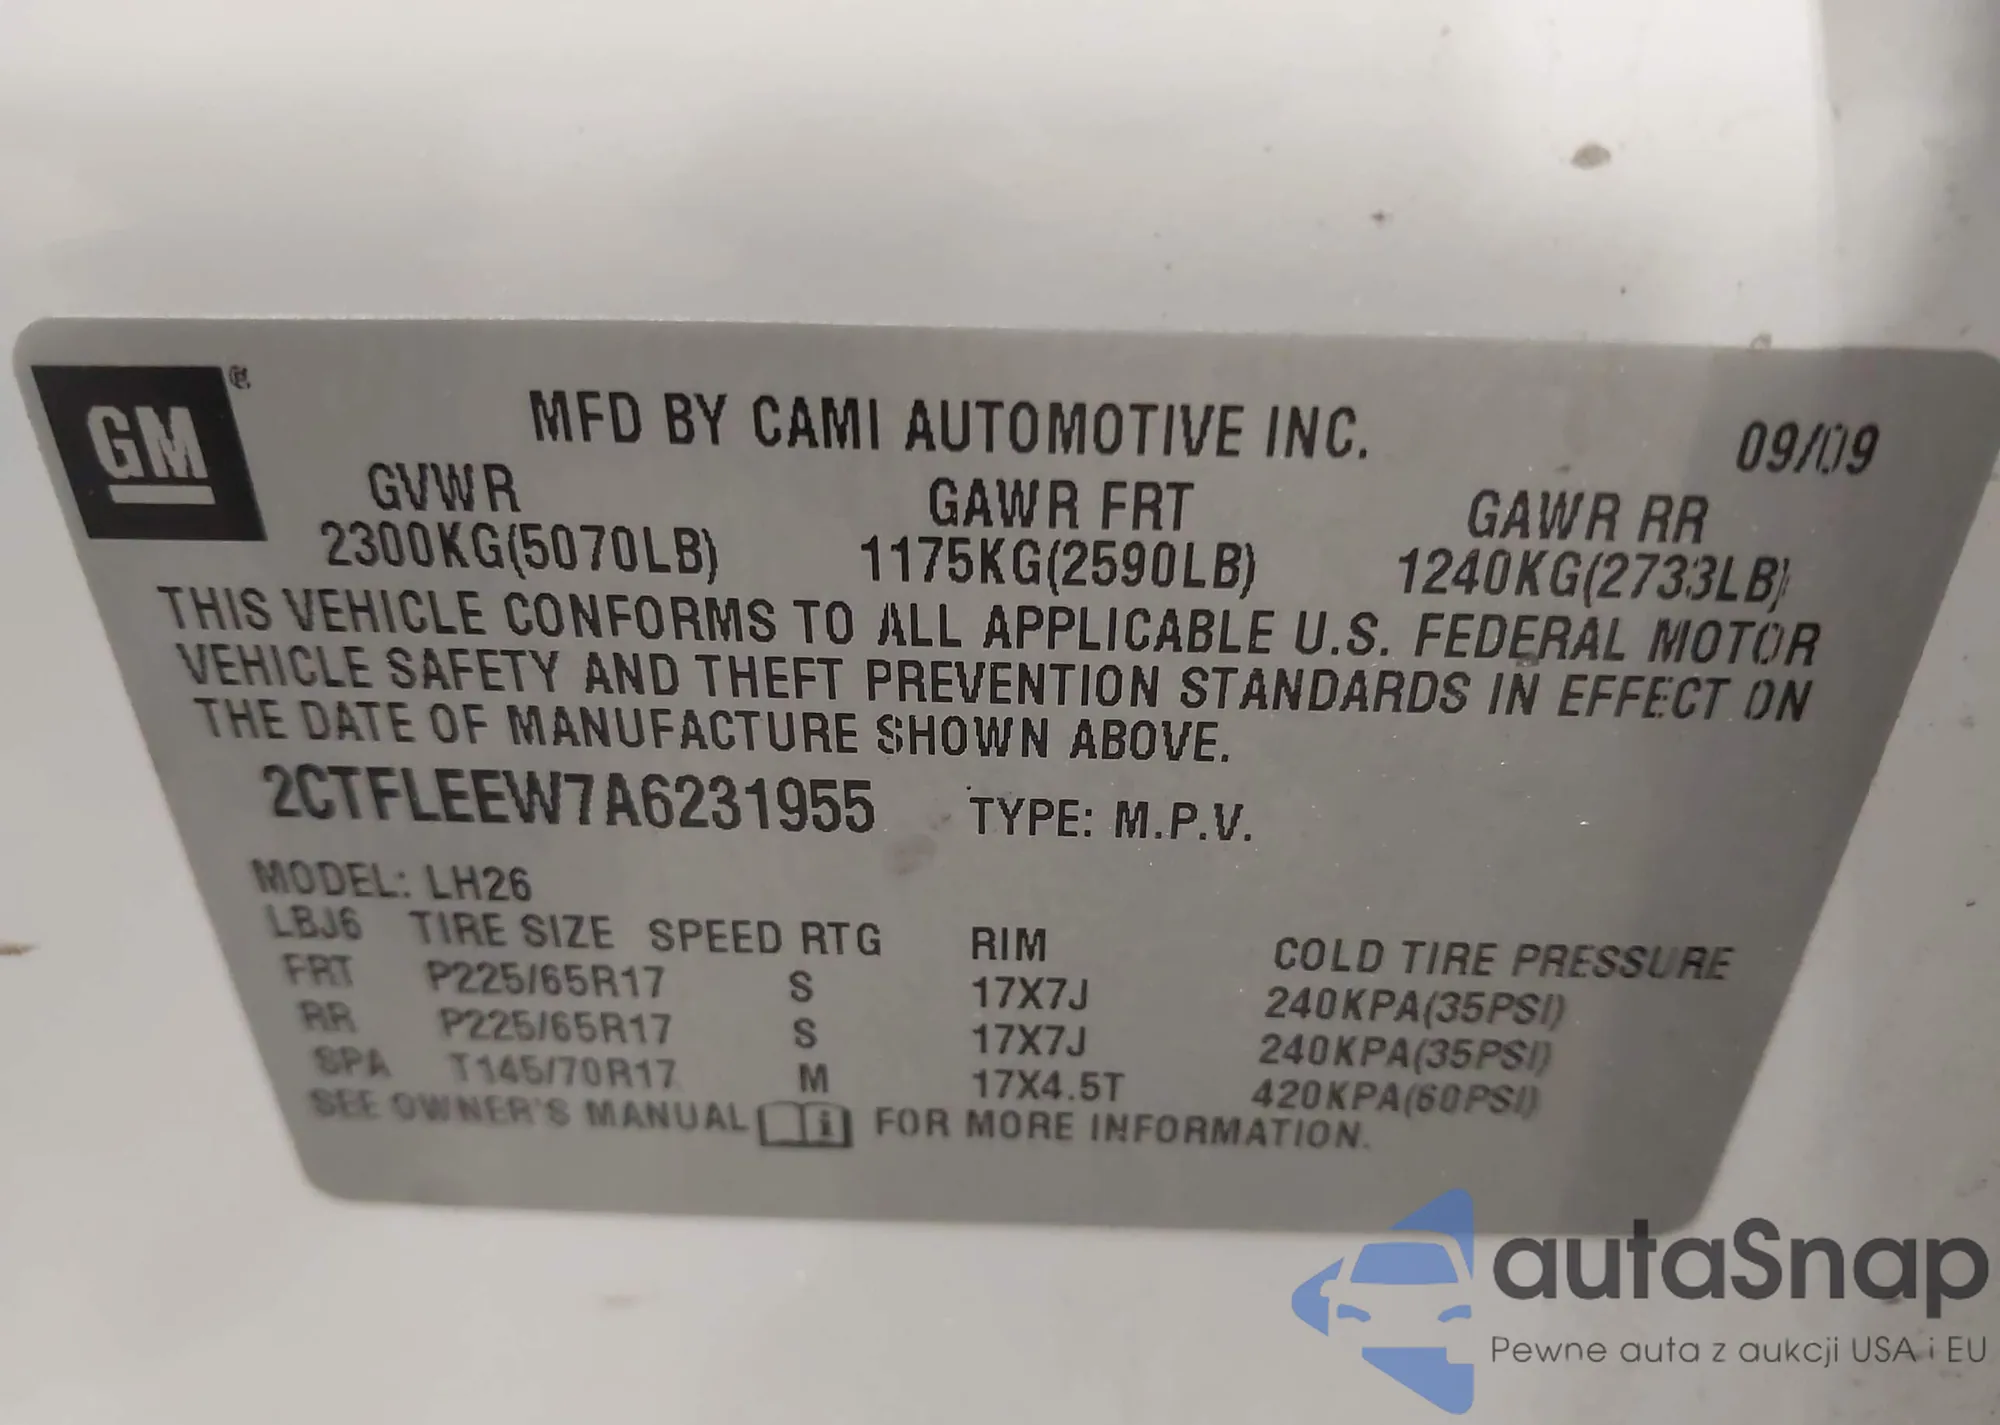 GM ®
MFD BY CAMI AUTOMOTIVE INC. 09/09
GVWR GAWR FRT GAWR RR
2300KG(5070LB) 1175KG(2590LB) 1240KG(2733LB)
THIS VEHICLE CONFORMS TO ALL APPLICABLE U.S. FEDERAL MOTOR
VEHICLE SAFETY AND THEFT PREVENTION STANDARDS IN EFFECT ON
THE DATE OF MANUFACTURE SHOWN ABOVE.
2CTFLEEW7A6231955 TYPE: M.P.V.
MODEL: LH26
LBJ6 TIRE SIZE SPEED RTG RIM COLD TIRE PRESSURE
FRT P225/65R17 S 17X7J 240KPA(35PSI)
RR P225/65R17 S 17X7J 240KPA(35PSI)
SPA T145/70R17 M 17X4.5T 420KPA(60PSI)
SEE OWNER'S MANUAL i FOR MORE INFORMATION.
autaSnap
Pewne auta z aukcji USA i EU